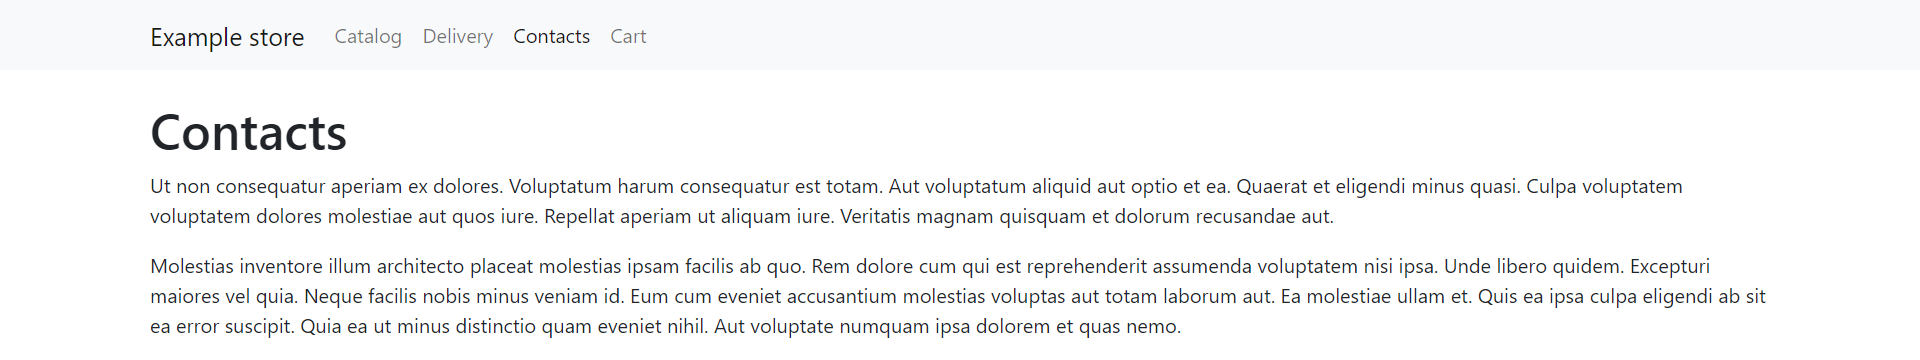 Example store Catalog Delivery Contacts Cart
Contacts
Ut non consequatur aperiam ex dolores. Voluptatum harum consequatur est totam. Aut voluptatum aliquid aut optio et ea. Quaerat et eligendi minus quasi. Culpa voluptatem
voluptatem dolores molestiae aut quos iure. Repellat aperiam ut aliquam iure. Veritatis magnam quisquam et dolorum recusandae aut.
Molestias inventore illum architecto placeat molestias ipsam facilis ab quo. Rem dolore cum qui est reprehenderit assumenda voluptatem nisi ipsa. Unde libero quidem. Excepturi
maiores vel quia. Neque facilis nobis minus veniam id. Eum cum eveniet accusantium molestias voluptas aut totam laborum aut. Ea molestiae ullam et. Quis ea ipsa culpa eligendi ab sit
ea error suscipit. Quia ea ut minus distinctio quam eveniet nihil. Aut voluptate numquam ipsa dolorem et quas nemo.